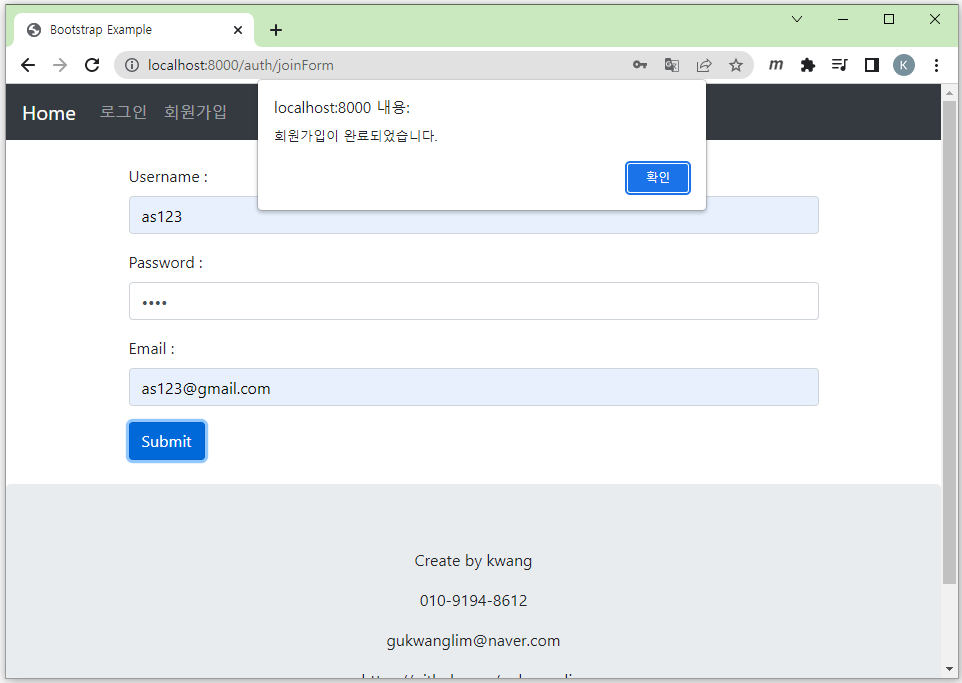 Bootstrap Example
localhost:8000/auth/joinForm
K
Home 로그인 회원가입
localhost:8000 내용:
회원가입이 완료되었습니다.
확인
Username :
as123
Password :
••••
Email :
as123@gmail.com
Submit
Create by kwang
010-9194-8612
gukwanglim@naver.com